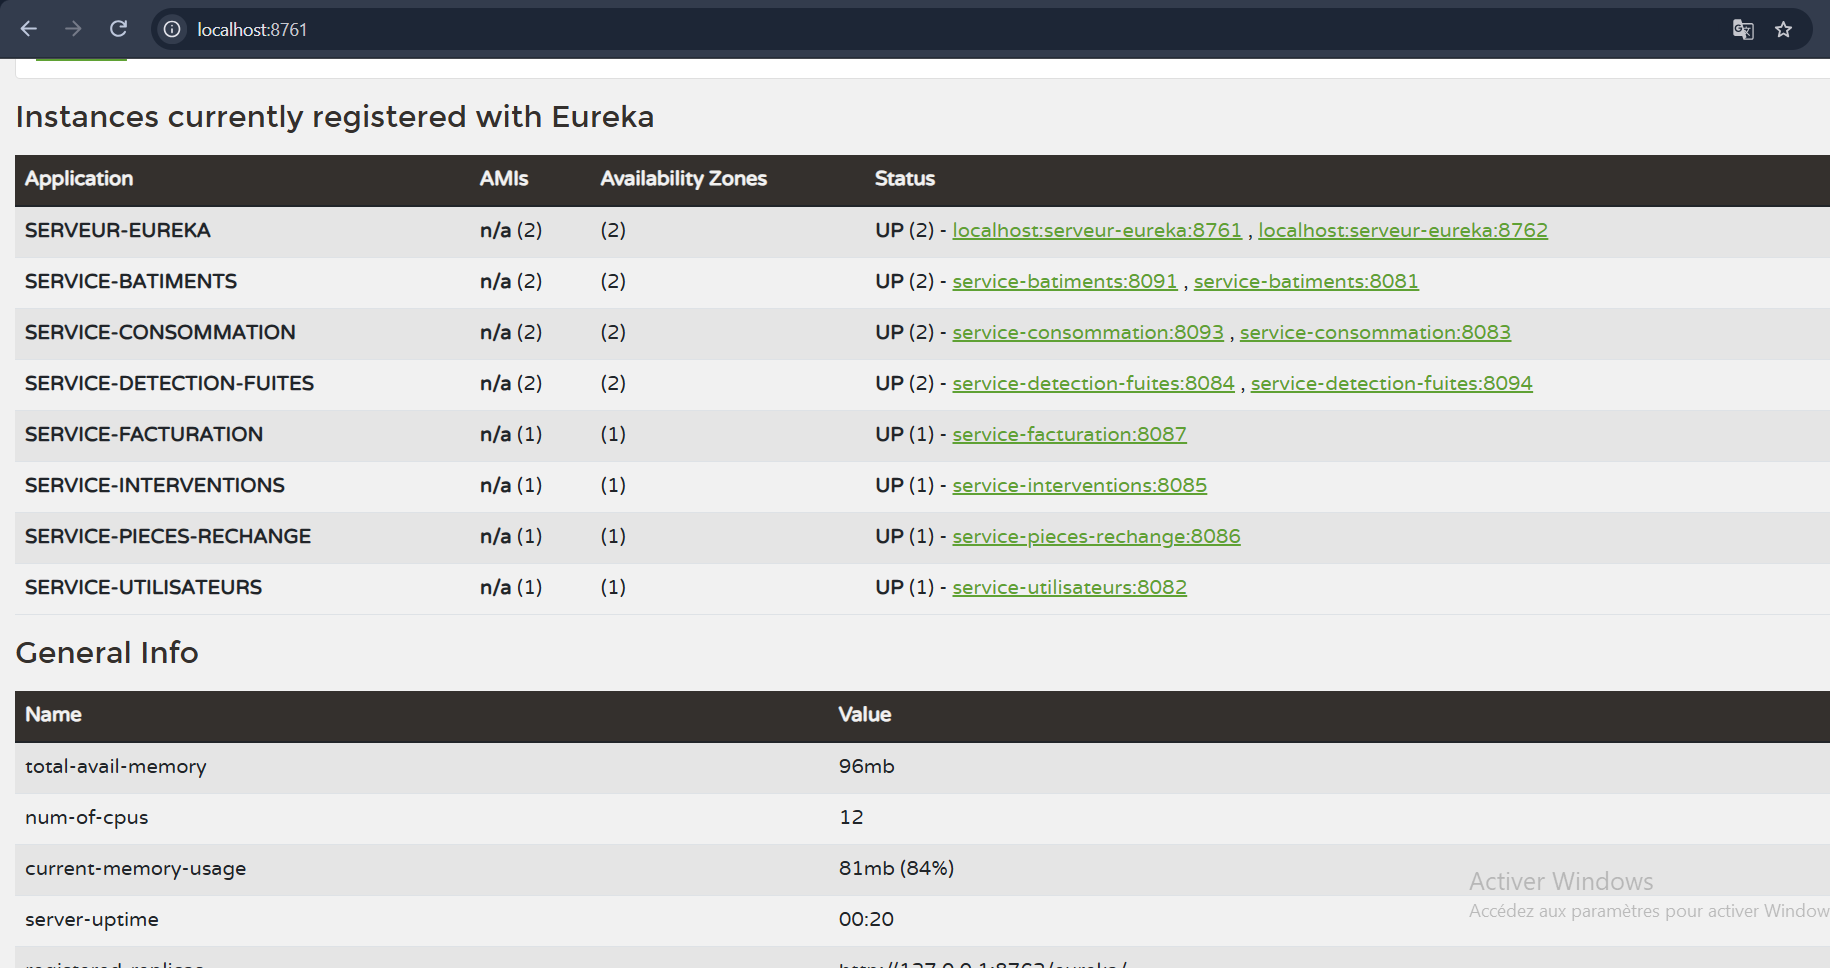 localhost:8761
Instances currently registered with Eureka
Application AMIs Availability Zones Status
SERVEUR-EUREKA n/a (2) (2) UP (2) - localhost:serveur-eureka:8761 , localhost:serveur-eureka:8762
SERVICE-BATIMENTS n/a (2) (2) UP (2) - service-batiments:8091 , service-batiments:8081
SERVICE-CONSOMMATION n/a (2) (2) UP (2) - service-consommation:8093 , service-consommation:8083
SERVICE-DETECTION-FUITES n/a (2) (2) UP (2) - service-detection-fuites:8084 , service-detection-fuites:8094
SERVICE-FACTURATION n/a (1) (1) UP (1) - service-facturation:8087
SERVICE-INTERVENTIONS n/a (1) (1) UP (1) - service-interventions:8085
SERVICE-PIECES-RECHANGE n/a (1) (1) UP (1) - service-pieces-rechange:8086
SERVICE-UTILISATEURS n/a (1) (1) UP (1) - service-utilisateurs:8082
General Info
Name Value
total-avail-memory 96mb
num-of-cpus 12
current-memory-usage 81mb (84%)
server-uptime 00:20
Activer Windows
Accédez aux paramètres pour activer Window